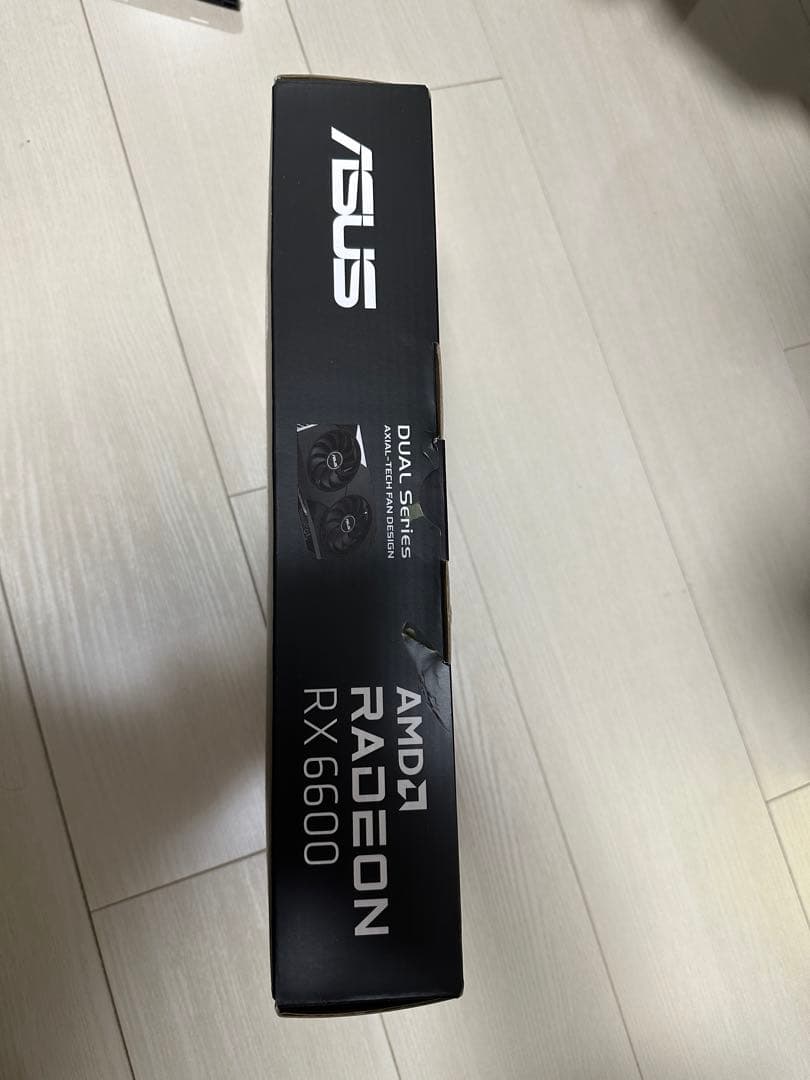 ASUS
DUAL Series
AXIAL-TECH FAN DESIGN
AMD
RADEON
RX 6600